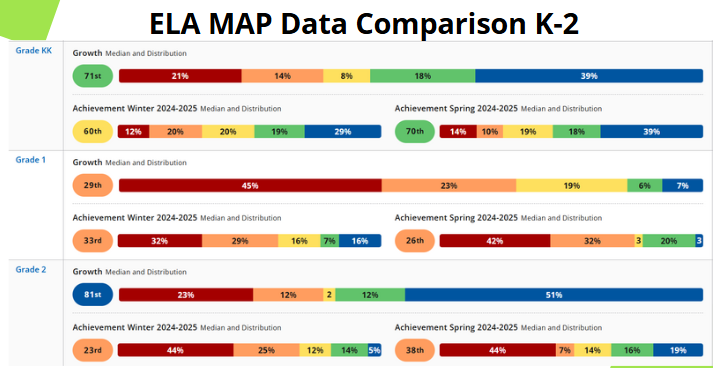 ELA MAP Data Comparison K-2
Grade KK
Growth Median and Distribution
71st 21% 14% 8% 18% 39%
Achievement Winter 2024-2025 Median and Distribution
60th 12% 20% 20% 19% 29%
Achievement Spring 2024-2025 Median and Distribution
70th 14% 10% 19% 18% 39%
Grade 1
Growth Median and Distribution
29th 45% 23% 19% 6% 7%
Achievement Winter 2024-2025 Median and Distribution
33rd 32% 29% 16% 7% 16%
Achievement Spring 2024-2025 Median and Distribution
26th 42% 32% 3 20% 3
Grade 2
Growth Median and Distribution
81st 23% 12% 2 12% 51%
Achievement Winter 2024-2025 Median and Distribution
23rd 44% 25% 12% 14% 5%
Achievement Spring 2024-2025 Median and Distribution
38th 44% 7% 14% 16% 19%